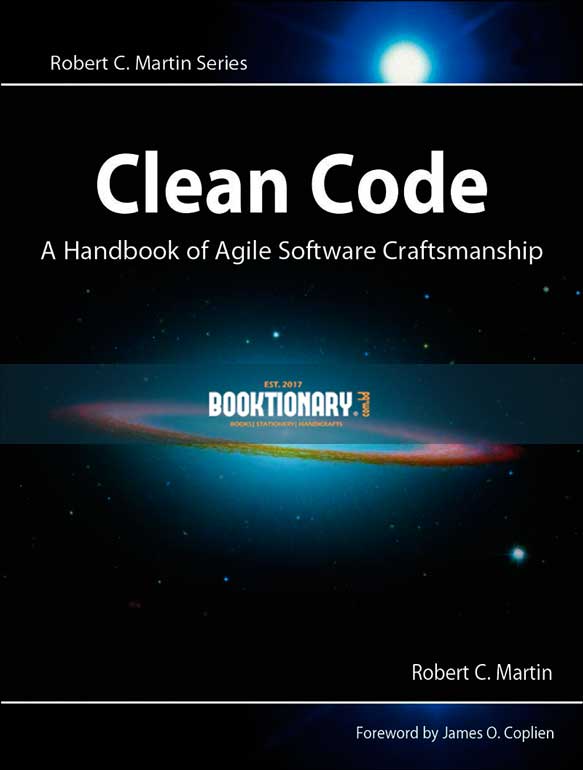 Robert C. Martin Series
Clean Code
A Handbook of Agile Software Craftsmanship
EST. 2017
BOOKTIONARY®
.com.bd
BOOKS| STATIONERY| HANDICRAFTS
Robert C. Martin
Foreword by James O. Coplien